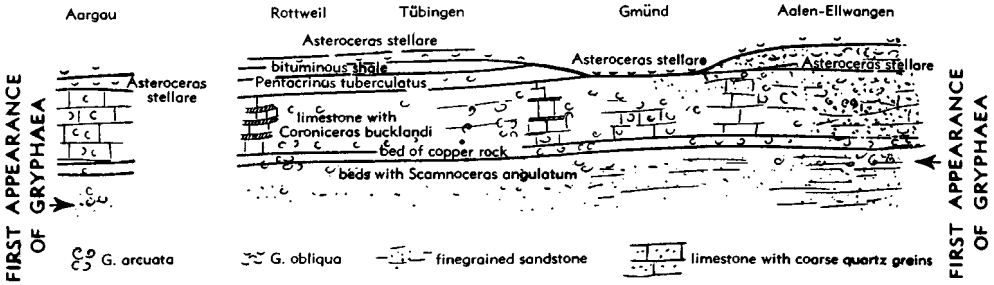 Aargau
Rottweil
Tübingen
Gmünd
Aalen-Ellwangen
Asteroceras stellare
bituminous shale
Asteroceras stellare
Asteroceras stellare
Asteroceras
stellare
Pentacrinus tuberculatus
limestone with
Coroniceras bucklandi
bed of copper rock
beds with Scamnoceras angulatum
FIRST APPEARANCE
OF GRYPHAEA
FIRST APPEARANCE
OF GRYPHAEA
G. arcuata
G. obliqua
finegrained sandstone
limestone with coarse quartz greins